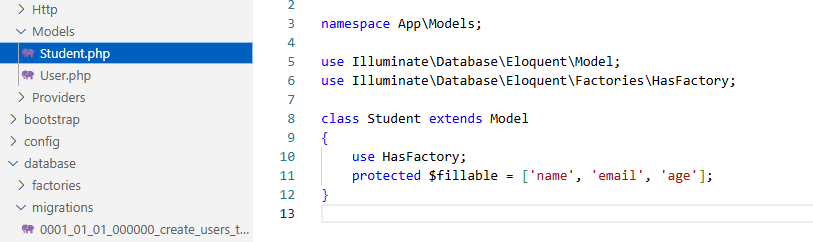 Http
Models
Student.php
User.php
Providers
bootstrap
config
database
factories
migrations
0001_01_01_000000_create_users_t...
2
3 namespace App\Models;
4
5 use Illuminate\Database\Eloquent\Model;
6 use Illuminate\Database\Eloquent\Factories\HasFactory;
7
8 class Student extends Model
9 {
10 use HasFactory;
11 protected $fillable = ['name', 'email', 'age'];
12 }
13